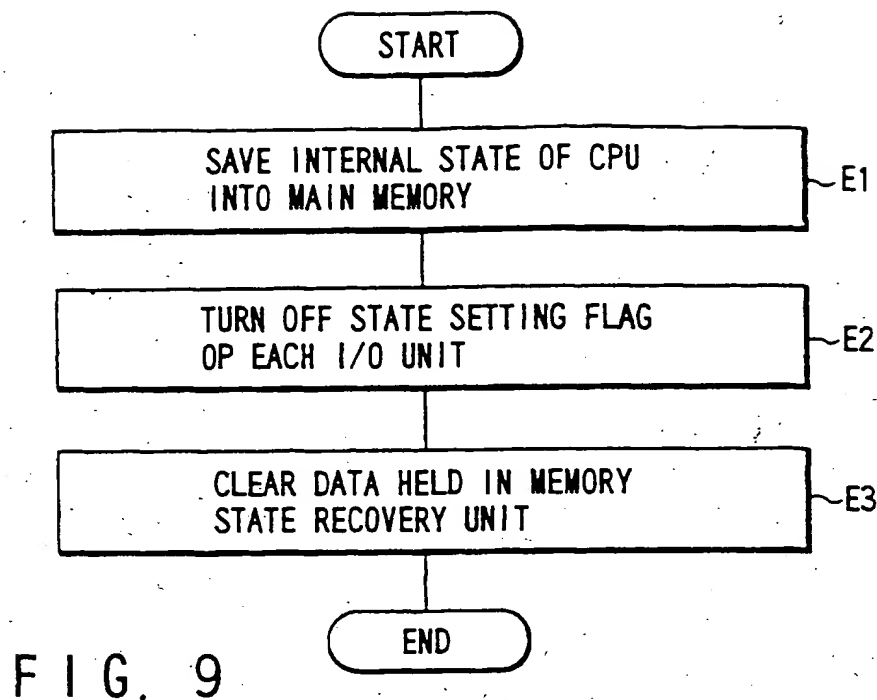 START
SAVE INTERNAL STATE OF CPU
INTO MAIN MEMORY
E1
TURN OFF STATE SETTING FLAG
OP EACH I/O UNIT
E2
CLEAR DATA HELD IN MEMORY
STATE RECOVERY UNIT
E3
END
FIG. 9